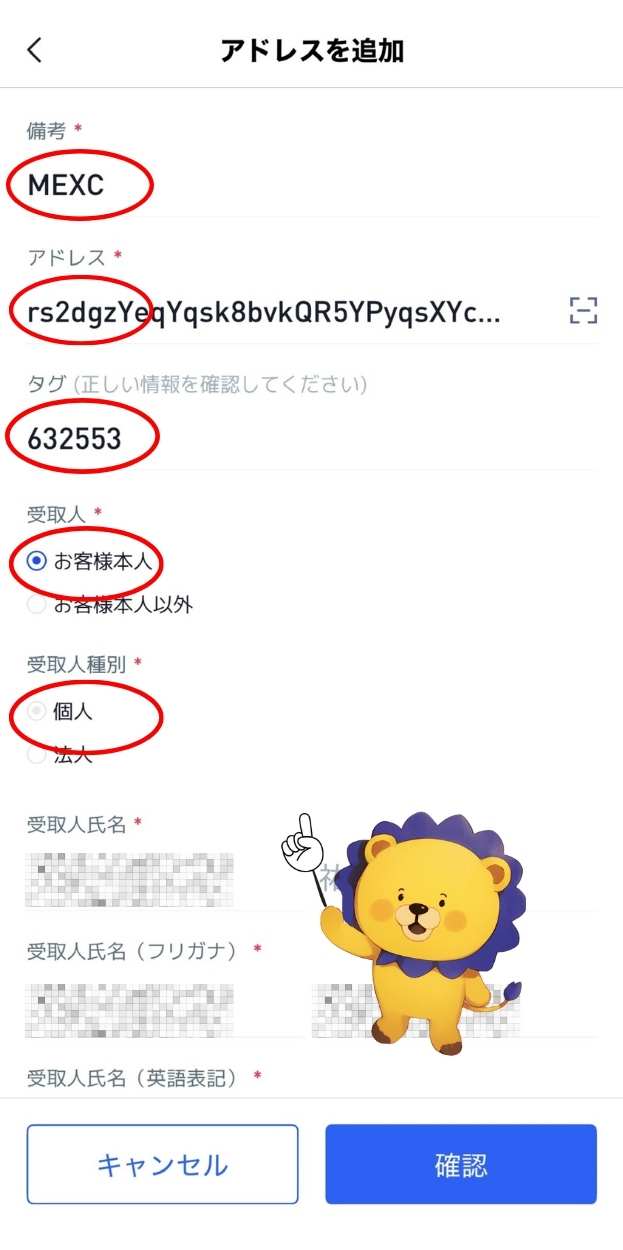 アドレスを追加
備考 *
MEXC
アドレス *
rs2dgzYeqYqsk8bvkQR5YPyqsXYc...
タグ (正しい情報を確認してください)
632553
受取人 *
お客様本人
お客様本人以外
受取人種別 *
個人
法人
受取人氏名 *
受取人氏名（フリガナ） *
受取人氏名（英語表記） *
キャンセル
確認